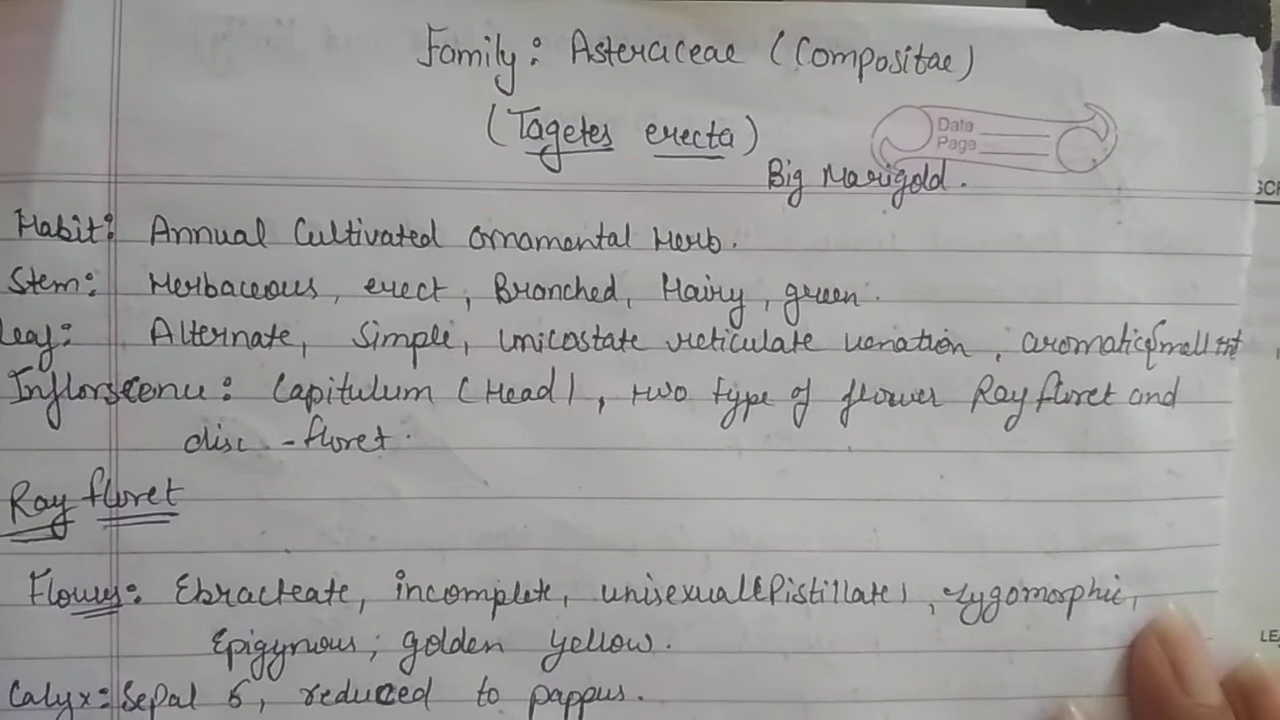 Family: Asteraceae (Compositae)
(Tagetes erecta)
Date
Page
Big Marigold.
Habit: Annual Cultivated ornamental Herb.
Stem: Herbaceous, erect, Branched, Hairy, green.
Leaf: Alternate, Simple, unicostate reticulate venation, aromatic smell
Inflorscence: Capitulum (Head), two type of flower Ray floret and
disc - floret.
Ray floret
Flower: Ebracteate, incomplete, unisexual (Pistillate), zygomorphic,
Epigynous, golden yellow.
Calyx: Sepal 5, reduced to pappus.